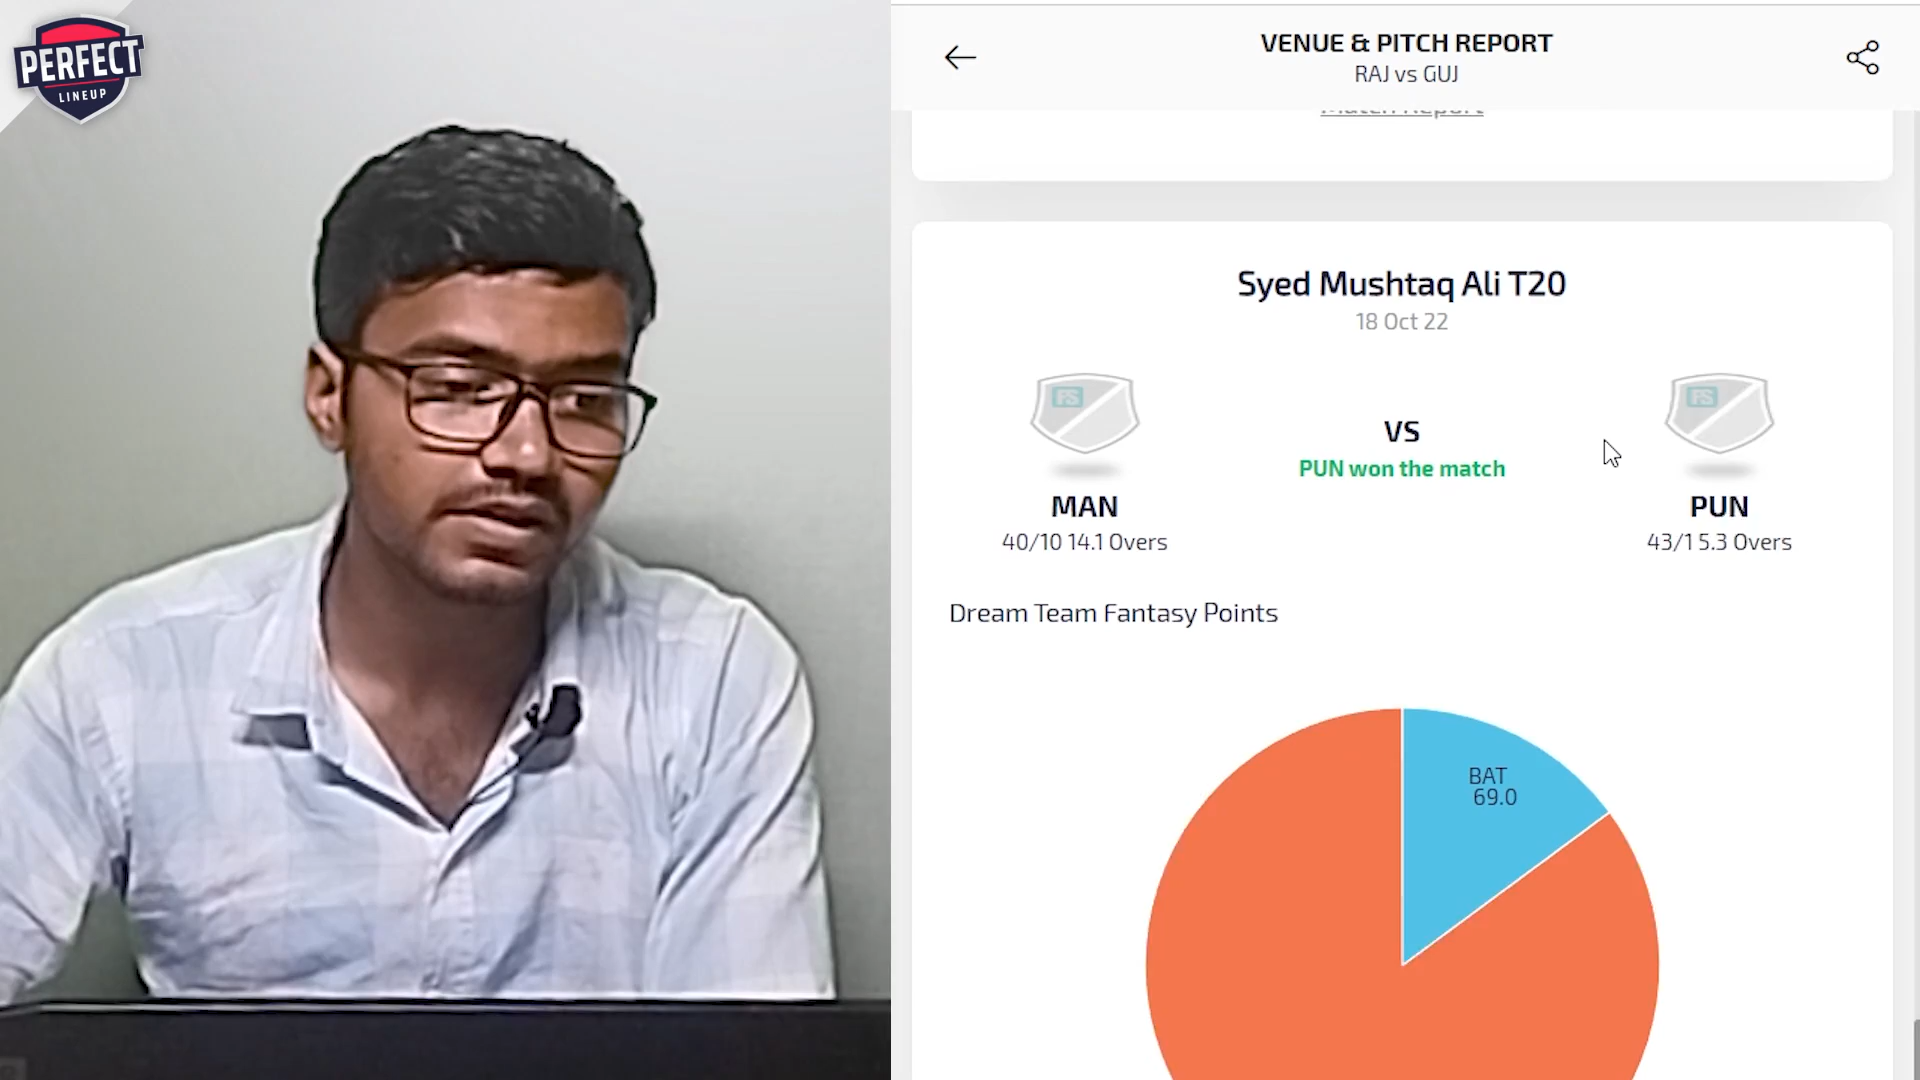 PERFECT
LINEUP
VENUE & PITCH REPORT
RAJ vs GUJ
Match Report
Syed Mushtaq Ali T20
18 Oct 22
FS
FS
VS
PUN won the match
MAN
PUN
40/10 14.1 Overs
43/1 5.3 Overs
Dream Team Fantasy Points
BAT
69.0